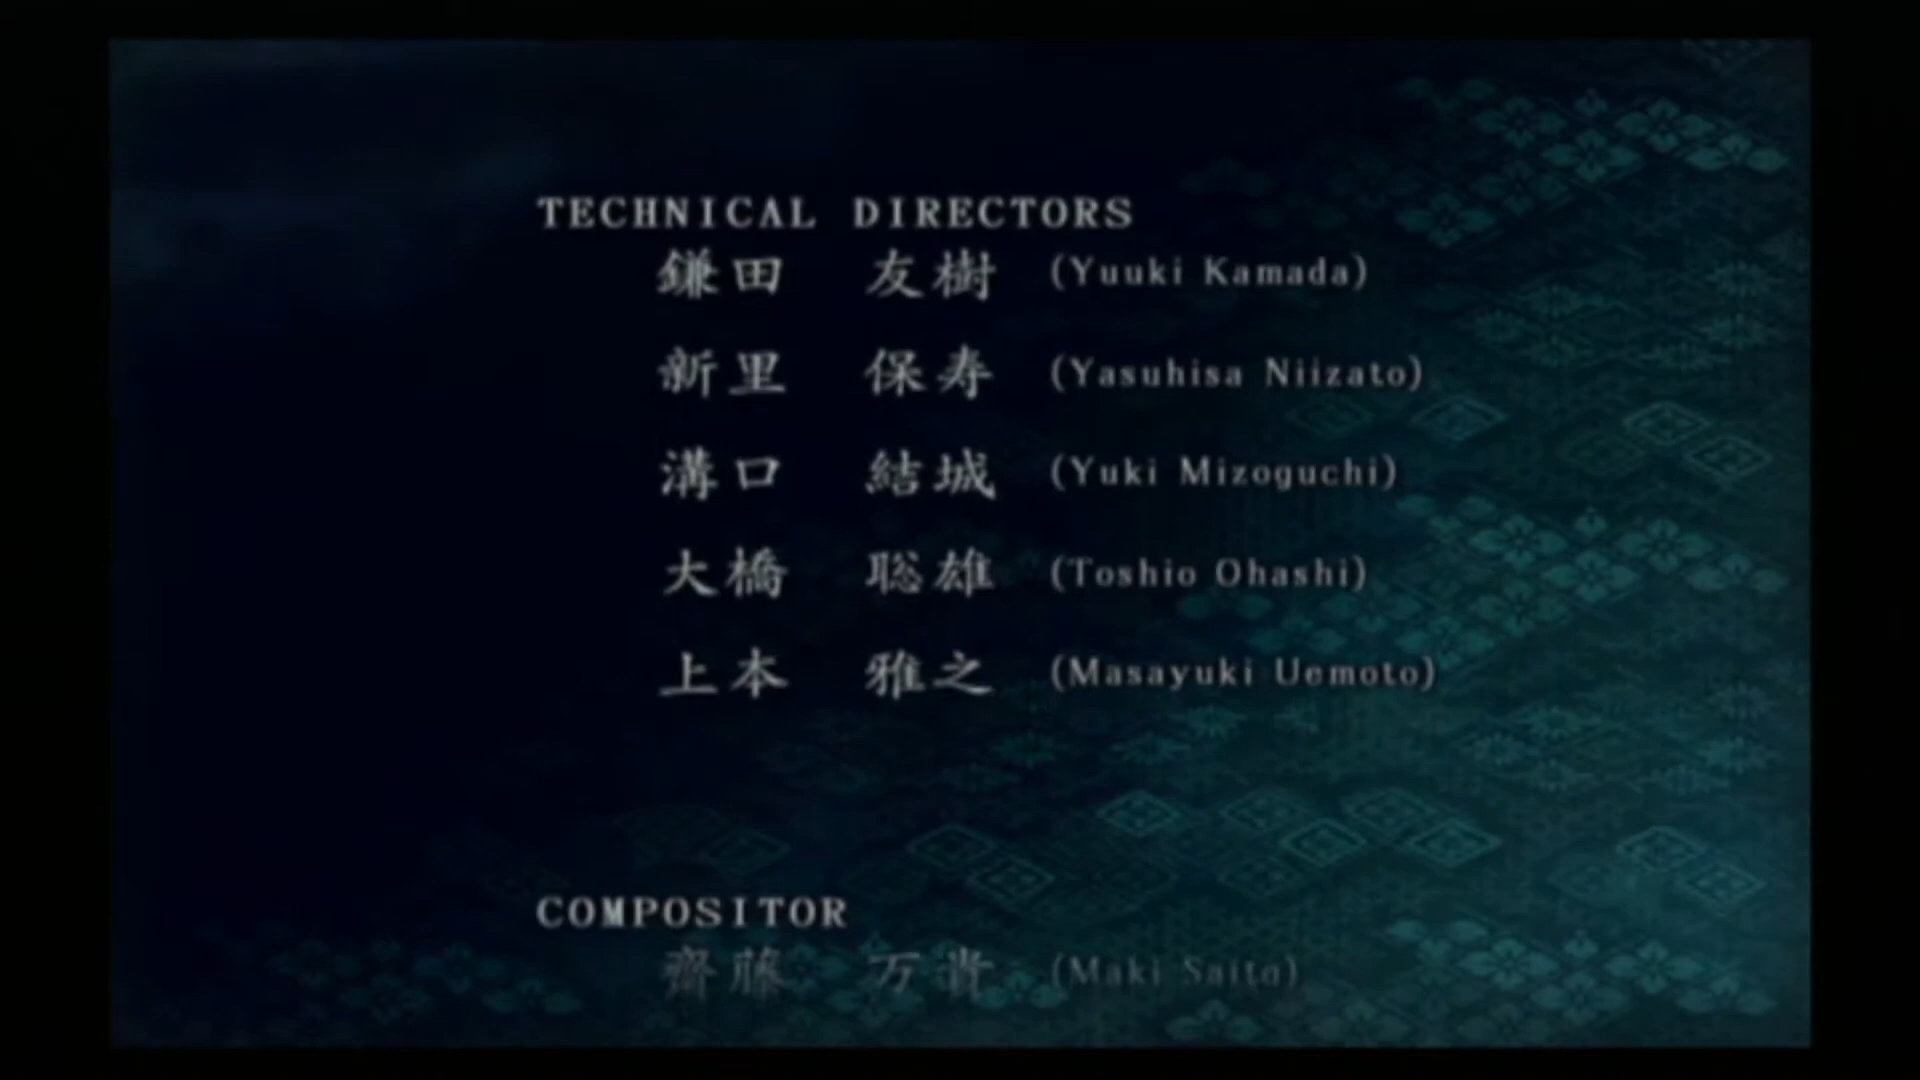 TECHNICAL DIRECTORS
鎌田 友樹 (Yuuki Kamada)
新里 保寿 (Yasuhisa Niizato)
溝口 結城 (Yuki Mizoguchi)
大橋 聡雄 (Toshio Ohashi)
上本 雅之 (Masayuki Uemoto)
COMPOSITOR
齋藤 万貴 (Maki Saito)